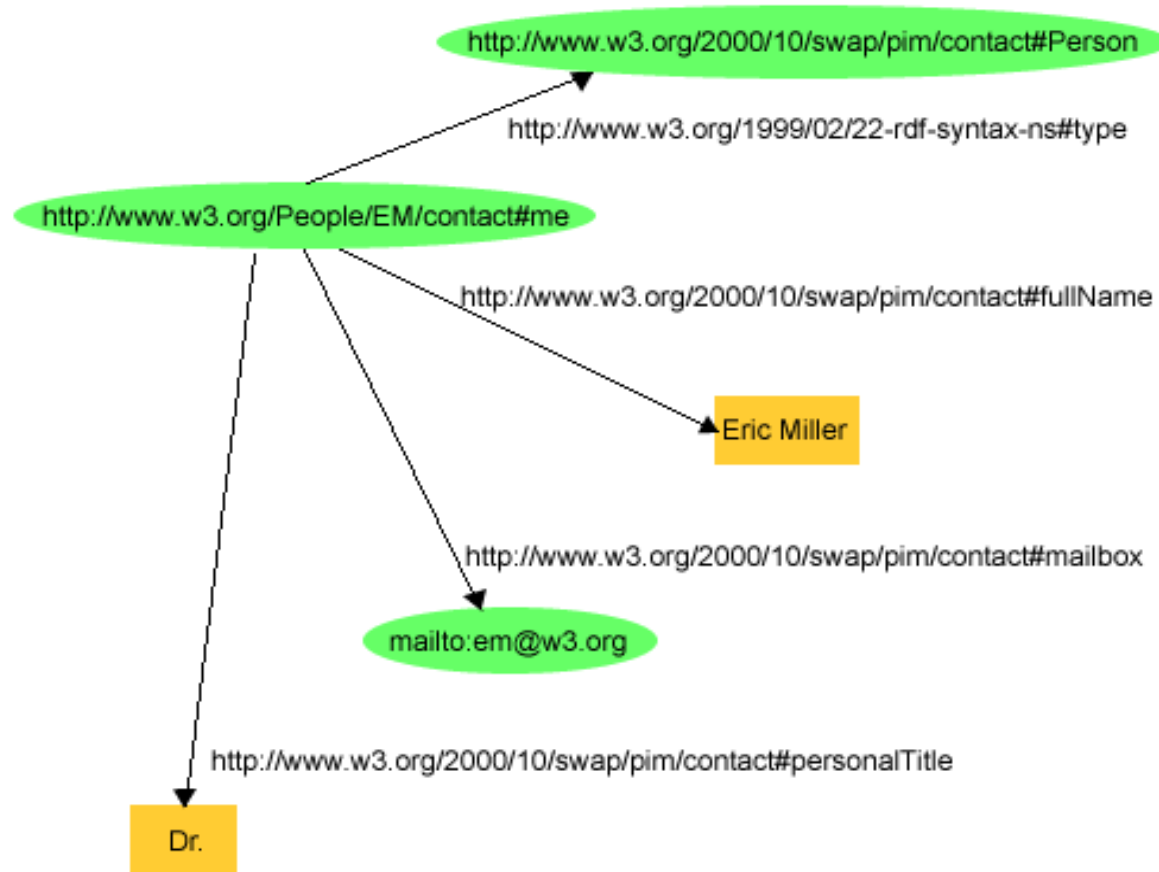 http://www.w3.org/2000/10/swap/pim/contact#Person
http://www.w3.org/1999/02/22-rdf-syntax-ns#type
http://www.w3.org/People/EM/contact#me
http://www.w3.org/2000/10/swap/pim/contact#fullName
Eric Miller
http://www.w3.org/2000/10/swap/pim/contact#mailbox
mailto:em@w3.org
http://www.w3.org/2000/10/swap/pim/contact#personalTitle
Dr.